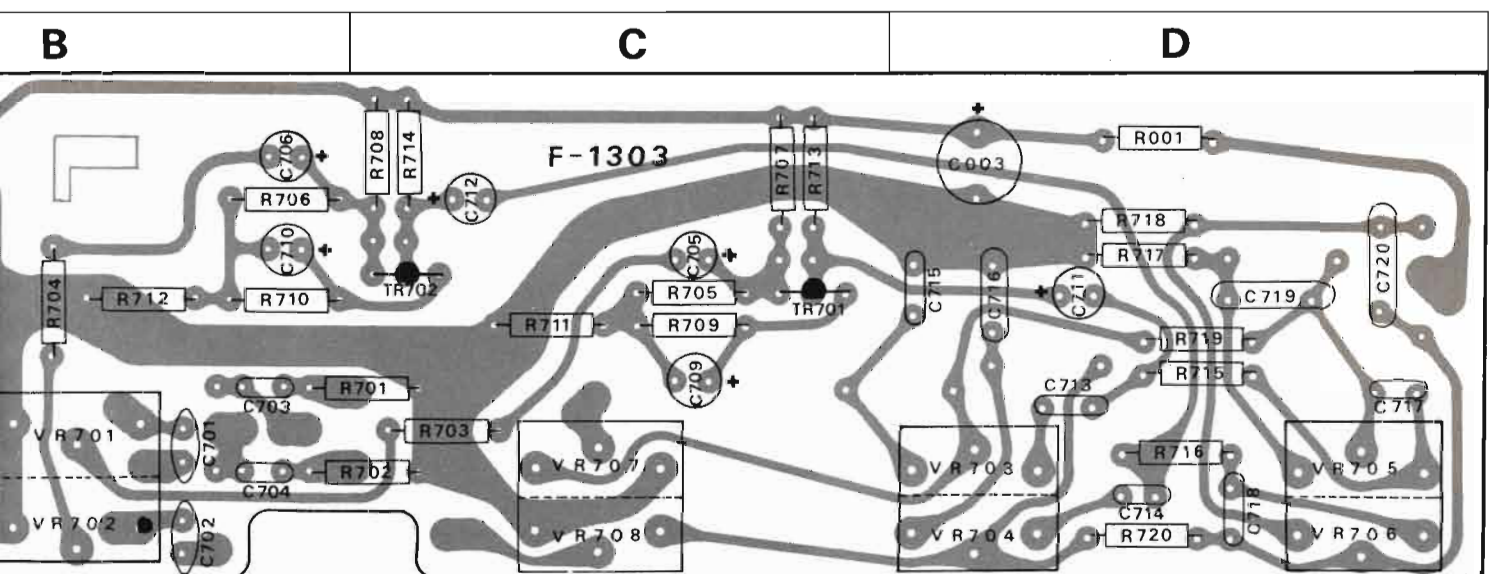 B C D
C706 + R708 R714 F-1303 R707 R713 + C003 R001
R706 + C712 R718 C720
C710 + C705 + R717
R704 R712 R710 TR702 R705 TR701 C715 C716 + C711 C719
R711 R709 R719
C709 + R715
R701 C703 C713 C717
VR701 C701 R703 VR707 VR703 R716 VR705
C704 R702 C714 C718
VR702 C702 VR708 VR704 R720 VR706